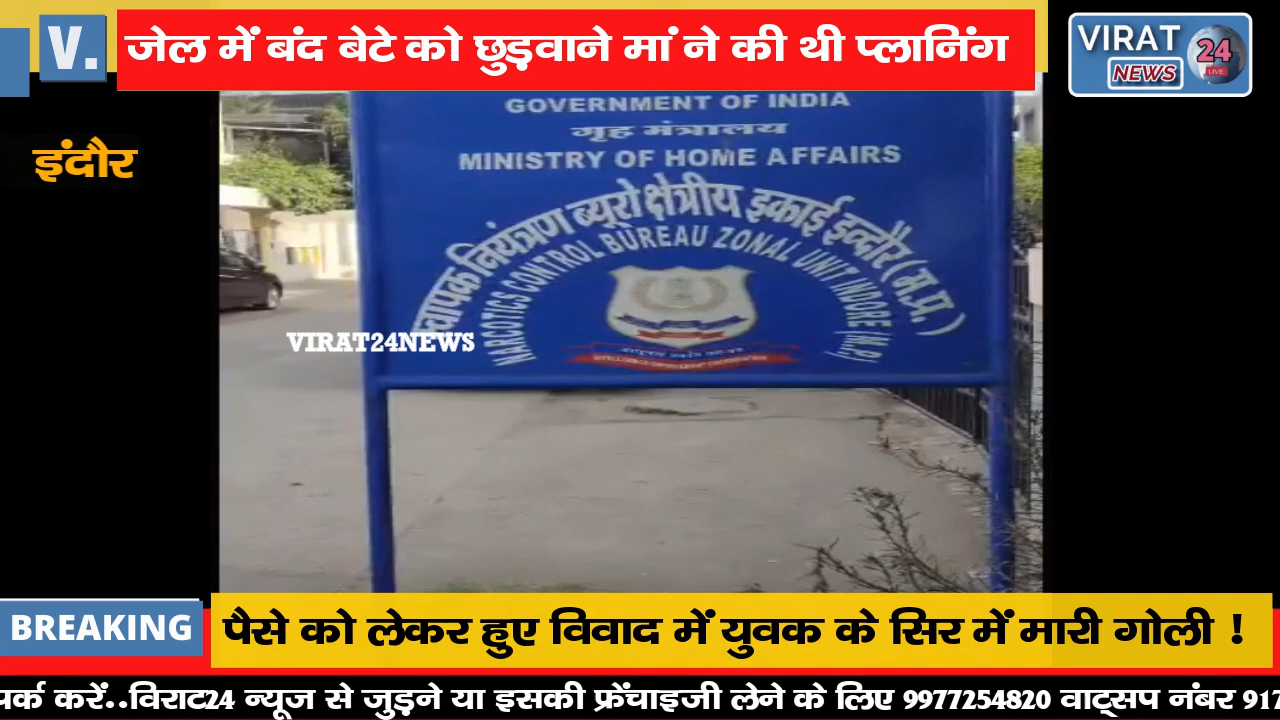 V. जेल में बंद बेटे को छुड़वाने मां ने की थी प्लानिंग
VIRAT
24
LIVE
NEWS
इंदौर
GOVERNMENT OF INDIA
गृह मंत्रालय
MINISTRY OF HOME AFFAIRS
नियंत्रण ब्यूरो क्षेत्रीय इकाई इन्दौर (म.प्र.)
NARCOTICS CONTROL BUREAU ZONAL UNIT INDORE (M.P.)
VIRAT24NEWS
BREAKING
पैसे को लेकर हुए विवाद में युवक के सिर में मारी गोली !
पर्क करें..विराट24 न्यूज से जुड़ने या इसकी फ्रेंचाइजी लेने के लिए 9977254820 वाट्सप नंबर 917